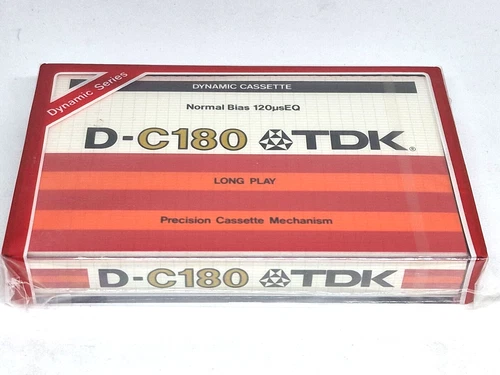 Dynamic Series
DYNAMIC CASSETTE
Normal Bias 120µsEQ
D-C180 TDK®
LONG PLAY
Precision Cassette Mechanism
D-C180 TDK